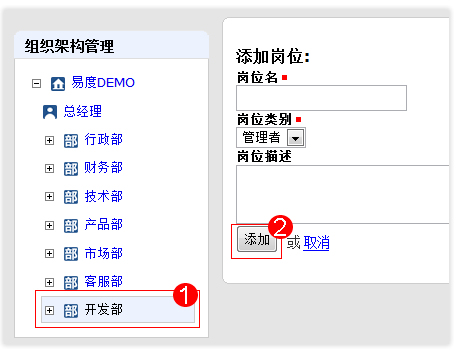 组织架构管理
易度DEMO
总经理
部 行政部
部 财务部
部 技术部
部 产品部
部 市场部
部 客服部
部 开发部
1
添加岗位:
岗位名
岗位类别
管理者
岗位描述
添加 或 取消
2